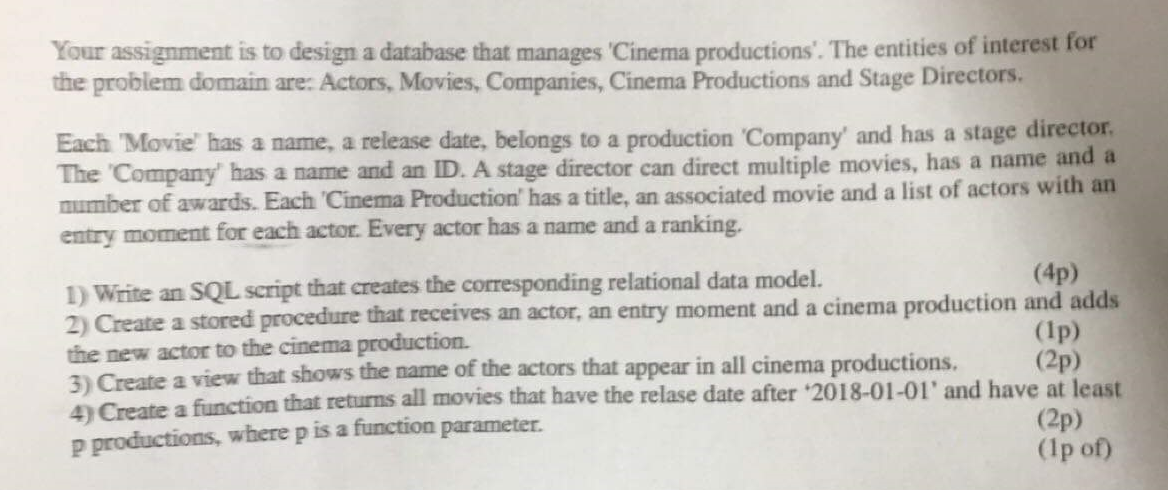 Your assignment is to design a database that manages 'Cinema productions'. The entities of interest for
the problem domain are: Actors, Movies, Companies, Cinema Productions and Stage Directors.
Each 'Movie' has a name, a release date, belongs to a production 'Company' and has a stage director.
The 'Company' has a name and an ID. A stage director can direct multiple movies, has a name and a
number of awards. Each 'Cinema Production' has a title, an associated movie and a list of actors with an
entry moment for each actor. Every actor has a name and a ranking.
1) Write an SQL script that creates the corresponding relational data model. (4p)
2) Create a stored procedure that receives an actor, an entry moment and a cinema production and adds
the new actor to the cinema production. (1p)
3) Create a view that shows the name of the actors that appear in all cinema productions. (2p)
4) Create a function that returns all movies that have the relase date after '2018-01-01' and have at least
p productions, where p is a function parameter. (2p)
(1p of)